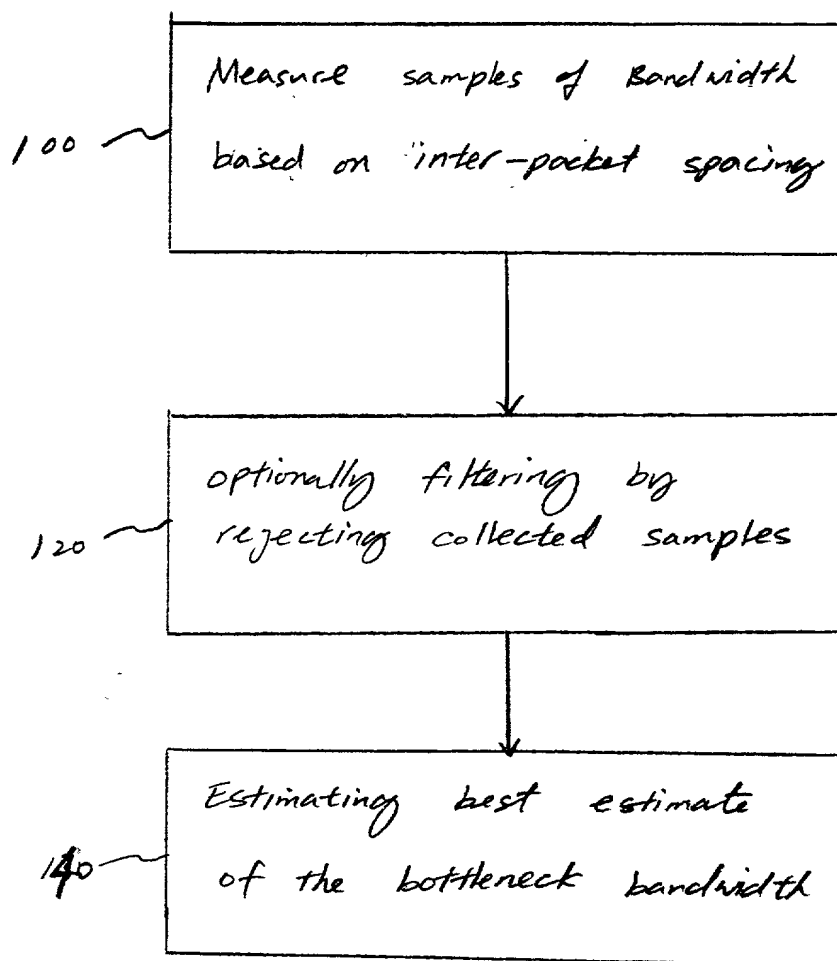 Measure samples of Bandwidth
100
based on inter-packet spacing
optionally filtering by
rejecting collected samples
120
Estimating best estimate
140
of the bottleneck bandwidth